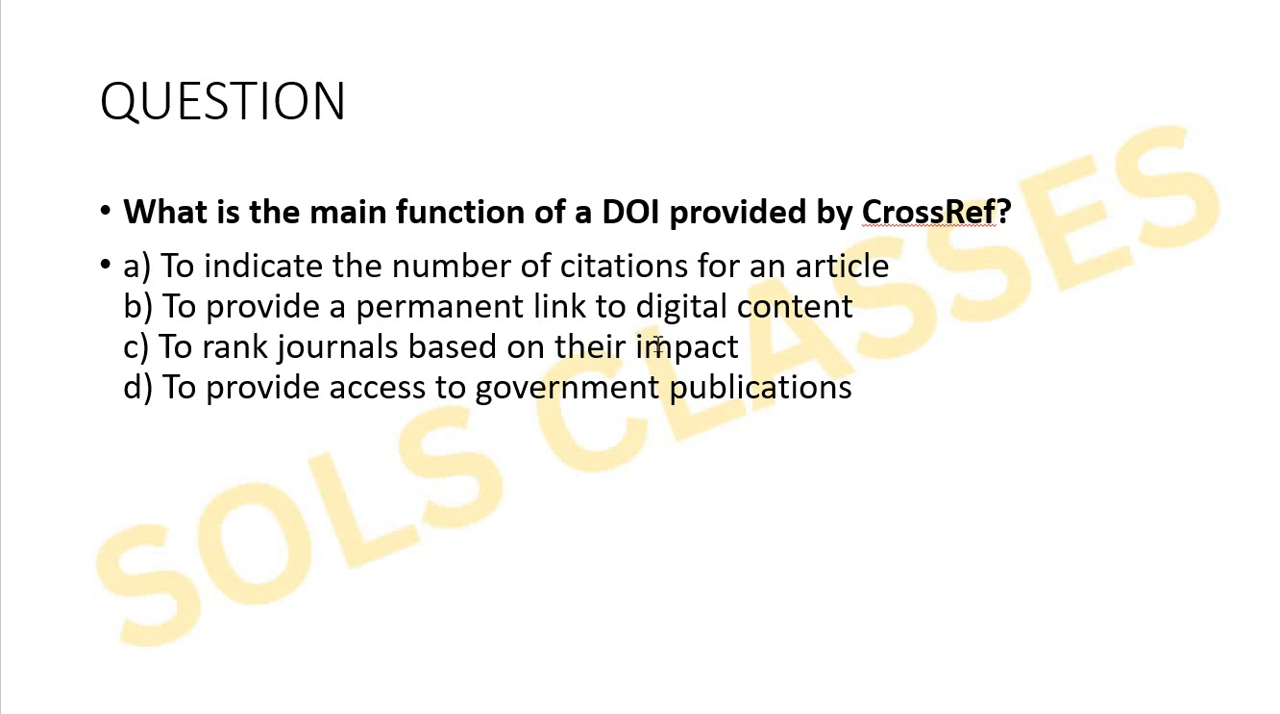 QUESTION
• What is the main function of a DOI provided by CrossRef?
• a) To indicate the number of citations for an article
b) To provide a permanent link to digital content
c) To rank journals based on their impact
d) To provide access to government publications
SOLS CLASSES